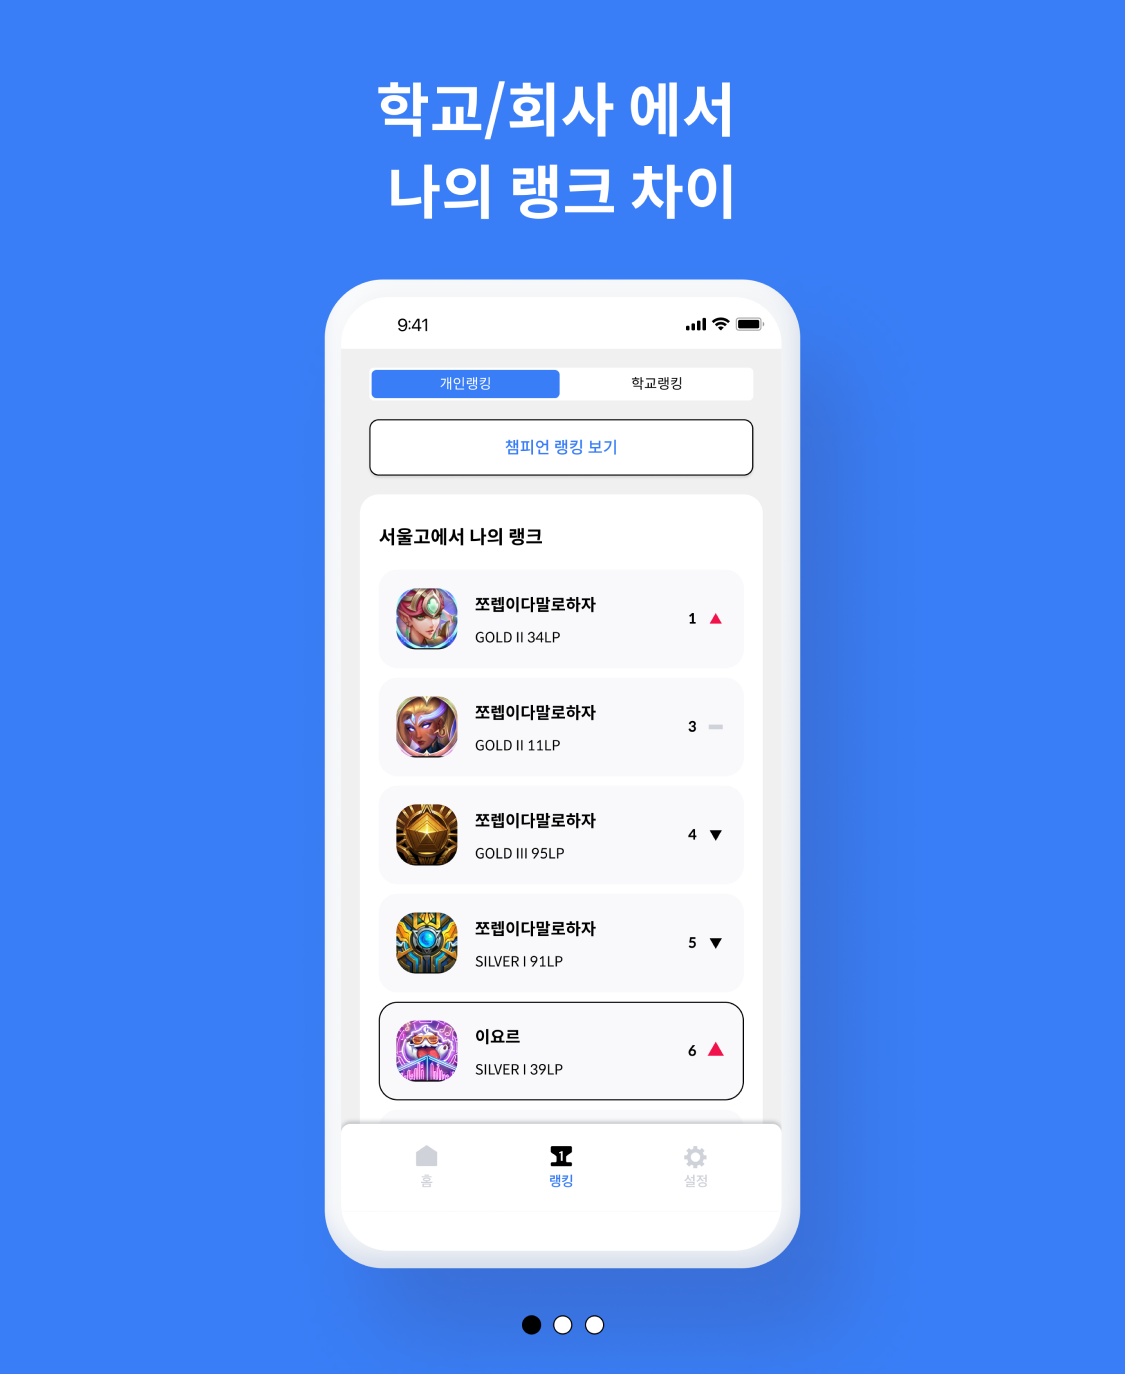 학교/회사 에서
나의 랭크 차이
9:41
개인랭킹
학교랭킹
챔피언 랭킹 보기
서울고에서 나의 랭크
쪼렙이다말로하자
GOLD II 34LP
1
쪼렙이다말로하자
GOLD II 11LP
3
쪼렙이다말로하자
GOLD III 95LP
4
쪼렙이다말로하자
SILVER I 91LP
5
이요르
SILVER I 39LP
6
1
홈
랭킹
설정